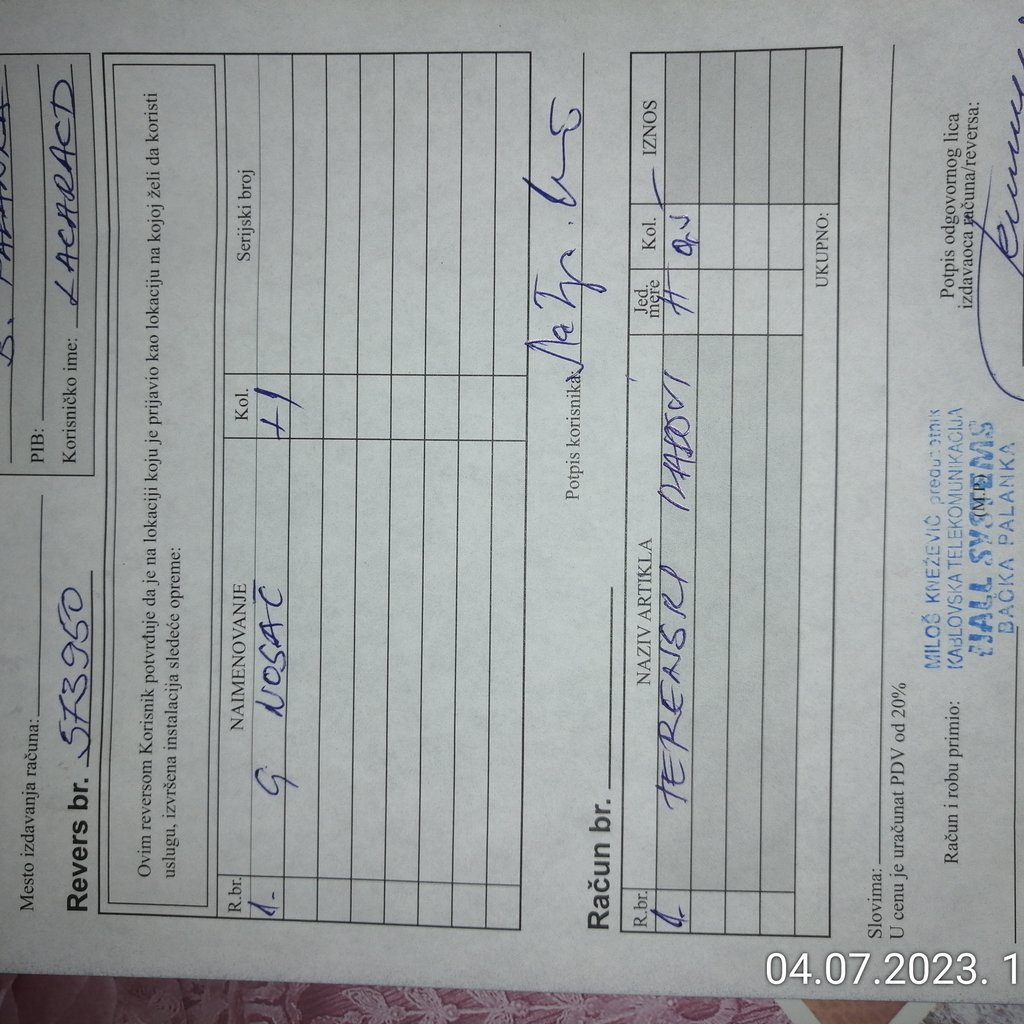 PIB:
Korisničko ime: LACARACD
Mesto izdavanja računa:
Revers br. 573950
Ovim reversom Korisnik potvrđuje da je na lokaciji koju je prijavio kao lokaciju na kojoj želi da koristi
uslugu, izvršena instalacija sledeće opreme:
R.br. NAIMENOVANJE Kol. Serijski broj
1. G NOSAČ
Potpis korisnika:
Račun br.
R.br. NAZIV ARTIKLA Jed. mere Kol. IZNOS
1. TERENSKI RADOVI H
UKUPNO:
Slovima:
U cenu je uračunat PDV od 20%
Račun i robu primio:
MILOŠ KNEŽEVIĆ preduzetnik
KABLOVSKA TELEKOMUNIKACIJA
SYSTEMS
BAČKA PALANKA
(M.P.)
Potpis odgovornog lica
izdavaoca računa/reversa:
04.07.2023. 1